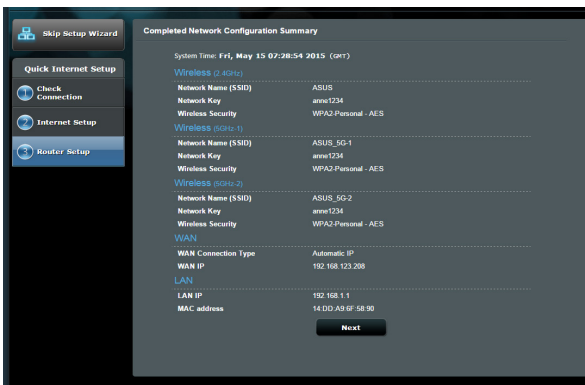 Skip Setup Wizard
Quick Internet Setup
1 Check
Connection
2 Internet Setup
3 Router Setup
Completed Network Configuration Summary
System Time: Fri, May 15 07:28:54 2015 (GMT)
Wireless (2.4GHz)
Network Name (SSID) ASUS
Network Key anne1234
Wireless Security WPA2-Personal - AES
Wireless (5GHz-1)
Network Name (SSID) ASUS_5G-1
Network Key anne1234
Wireless Security WPA2-Personal - AES
Wireless (5GHz-2)
Network Name (SSID) ASUS_5G-2
Network Key anne1234
Wireless Security WPA2-Personal - AES
WAN
WAN Connection Type Automatic IP
WAN IP 192.168.123.208
LAN
LAN IP 192.168.1.1
MAC address 14:DD:A9:6F:58:90
Next